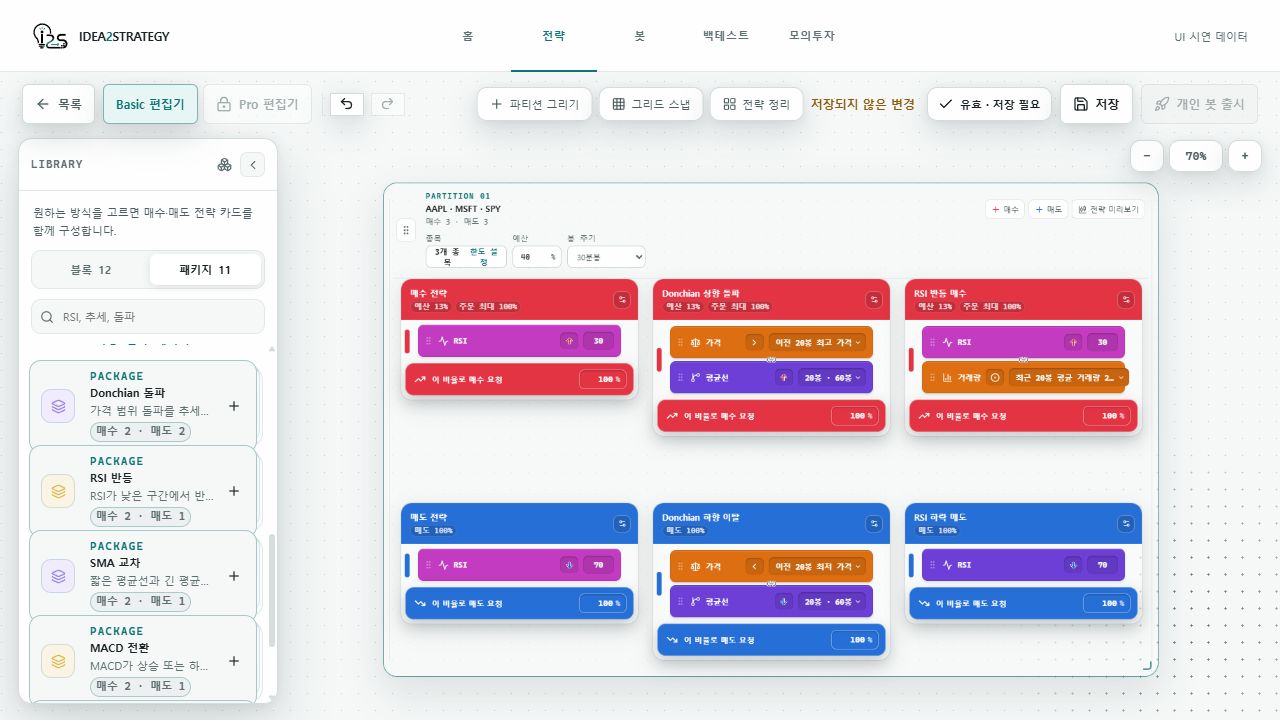 IDEA2STRATEGY
홈
전략
봇
백테스트
모의투자
UI 시연 데이터
목록
Basic 편집기
Pro 편집기
파티션 그리기
그리드 스냅
전략 정리
저장되지 않은 변경
유효 · 저장 필요
저장
개인 봇 출시
− 70% +
LIBRARY
원하는 방식을 고르면 매수·매도 전략 카드를
함께 구성합니다.
블록 12
패키지 11
RSI, 추세, 돌파
PACKAGE
Donchian 돌파
가격 범위 돌파를 추세...
매수 2 · 매도 2
PACKAGE
RSI 반등
RSI가 낮은 구간에서 반...
매수 2 · 매도 1
PACKAGE
SMA 교차
짧은 평균선과 긴 평균...
매수 2 · 매도 1
PACKAGE
MACD 전환
MACD가 상승 또는 하...
매수 2 · 매도 1
PARTITION 01
AAPL · MSFT · SPY
매수 3 · 매도 3
+ 매수
+ 매도
전략 미리보기
종목
예산
봉 주기
3개 종목
한도 설정
40 %
30분봉
매수 전략
예산 13% 주문 최대 100%
RSI 30
이 비율로 매수 요청 100 %
Donchian 상향 돌파
예산 13% 주문 최대 100%
가격 이전 20봉 최고 가격
평균선 20봉 · 60봉
이 비율로 매수 요청 100 %
RSI 반등 매수
예산 13% 주문 최대 100%
RSI 30
거래량 최근 20봉 평균 거래량 2...
이 비율로 매수 요청 100 %
매도 전략
매도 100%
RSI 70
이 비율로 매도 요청 100 %
Donchian 하향 이탈
매도 100%
가격 이전 20봉 최저 가격
평균선 20봉 · 60봉
이 비율로 매도 요청 100 %
RSI 하락 매도
매도 100%
RSI 70
이 비율로 매도 요청 100 %